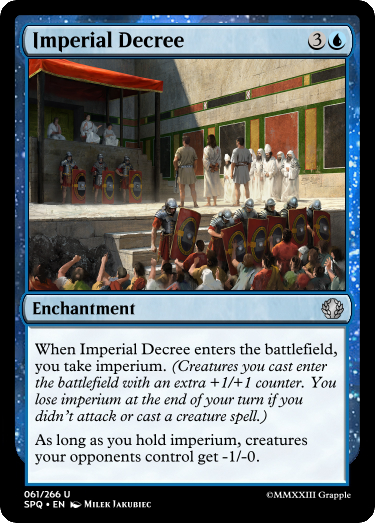 Imperial Decree 3
Enchantment
When Imperial Decree enters the battlefield,
you take imperium. (Creatures you cast enter
the battlefield with an extra +1/+1 counter. You
lose imperium at the end of your turn if you
didn't attack or cast a creature spell.)
As long as you hold imperium, creatures
your opponents control get -1/-0.
061/266 U
SPQ • EN Milek Jakubiec
©MMXXIII Grapple